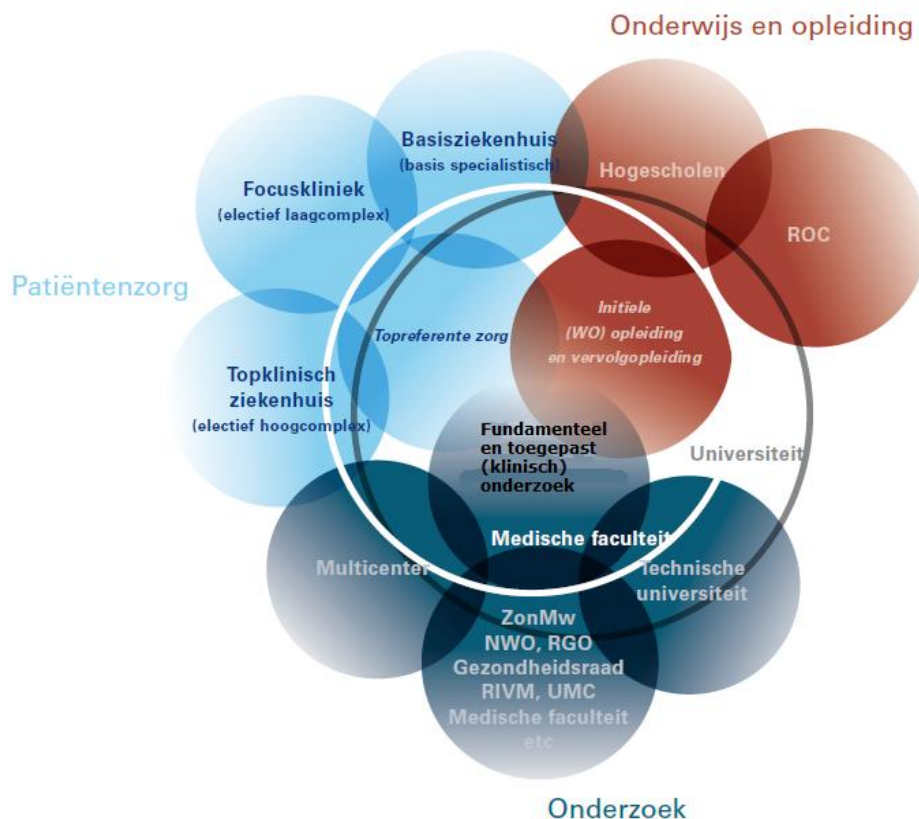 Onderwijs en opleiding
Basisziekenhuis
(basis specialistisch)
Hogescholen
Focuskliniek
(electief laagcomplex)
ROC
Patiëntenzorg
Topreferente zorg
Initïele
(WO) opleiding
en vervolgopleiding
Topklinisch
ziekenhuis
(electief hoogcomplex)
Fundamenteel
en toegepast
(klinisch)
onderzoek
Universiteit
Medische faculteit
Multicenter
Technische
universiteit
ZonMw
NWO, RGO
Gezondheidsraad
RIVM, UMC
Medische faculteit
etc
Onderzoek